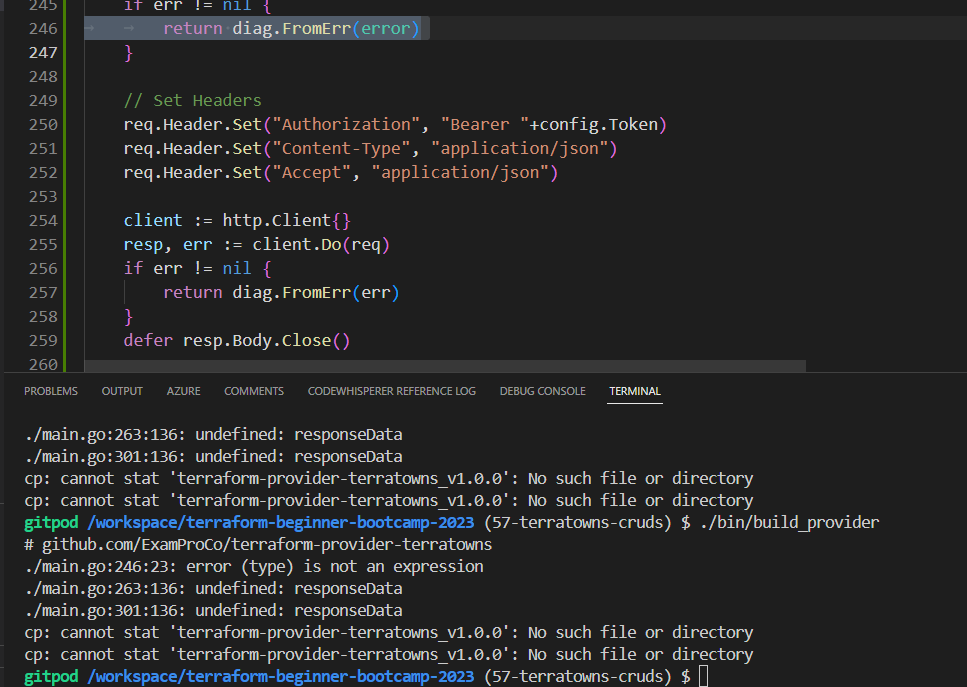 245 if err != nil {
246 return diag.FromErr(error)
247 }
248
249 // Set Headers
250 req.Header.Set("Authorization", "Bearer "+config.Token)
251 req.Header.Set("Content-Type", "application/json")
252 req.Header.Set("Accept", "application/json")
253
254 client := http.Client{}
255 resp, err := client.Do(req)
256 if err != nil {
257 return diag.FromErr(err)
258 }
259 defer resp.Body.Close()
260
PROBLEMS OUTPUT AZURE COMMENTS CODEWHISPERER REFERENCE LOG DEBUG CONSOLE TERMINAL
./main.go:263:136: undefined: responseData
./main.go:301:136: undefined: responseData
cp: cannot stat 'terraform-provider-terratowns_v1.0.0': No such file or directory
cp: cannot stat 'terraform-provider-terratowns_v1.0.0': No such file or directory
gitpod /workspace/terraform-beginner-bootcamp-2023 (57-terratowns-cruds) $ ./bin/build_provider
# github.com/ExamProCo/terraform-provider-terratowns
./main.go:246:23: error (type) is not an expression
./main.go:263:136: undefined: responseData
./main.go:301:136: undefined: responseData
cp: cannot stat 'terraform-provider-terratowns_v1.0.0': No such file or directory
cp: cannot stat 'terraform-provider-terratowns_v1.0.0': No such file or directory
gitpod /workspace/terraform-beginner-bootcamp-2023 (57-terratowns-cruds) $